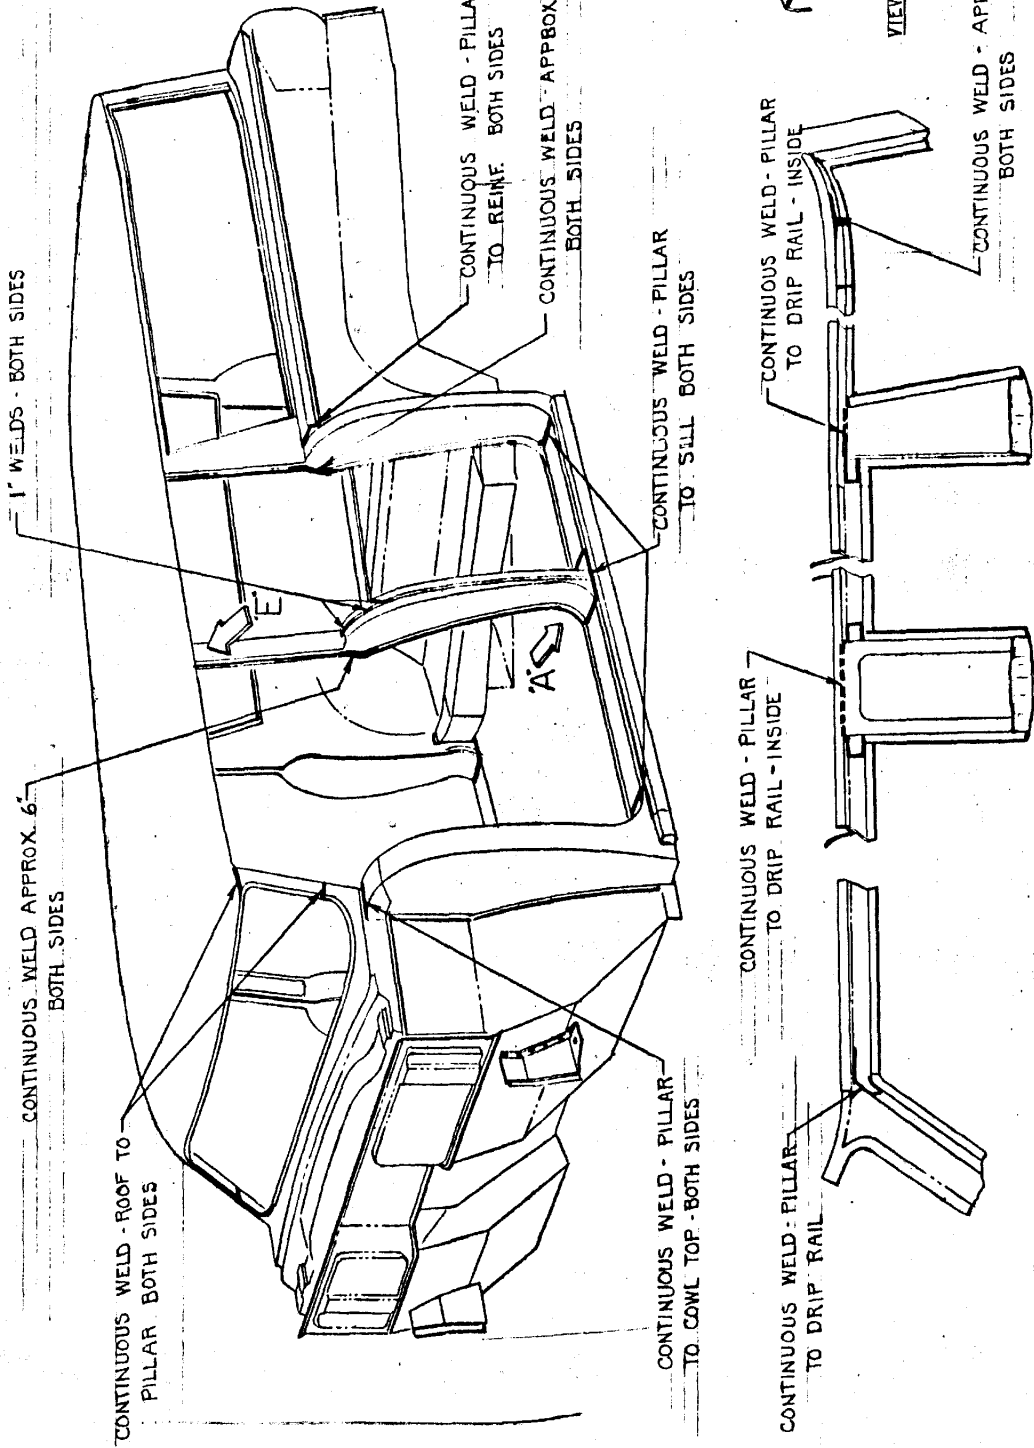 1" WELDS - BOTH SIDES
CONTINUOUS WELD APPROX. 6"
BOTH SIDES
CONTINUOUS WELD - ROOF TO
PILLAR BOTH SIDES
CONTINUOUS WELD - PILLA
TO REINF. BOTH SIDES
CONTINUOUS WELD - APPROX
BOTH SIDES
"E"
"A"
CONTINUOUS WELD - PILLAR
TO SILL BOTH SIDES
CONTINUOUS WELD - PILLAR
TO COWL TOP - BOTH SIDES
VIEW
CONTINUOUS WELD - PILLAR
TO DRIP RAIL - INSIDE
CONTINUOUS WELD - APP
BOTH SIDES
CONTINUOUS WELD - PILLAR
TO DRIP RAIL - INSIDE
CONTINUOUS WELD - PILLAR
TO DRIP RAIL